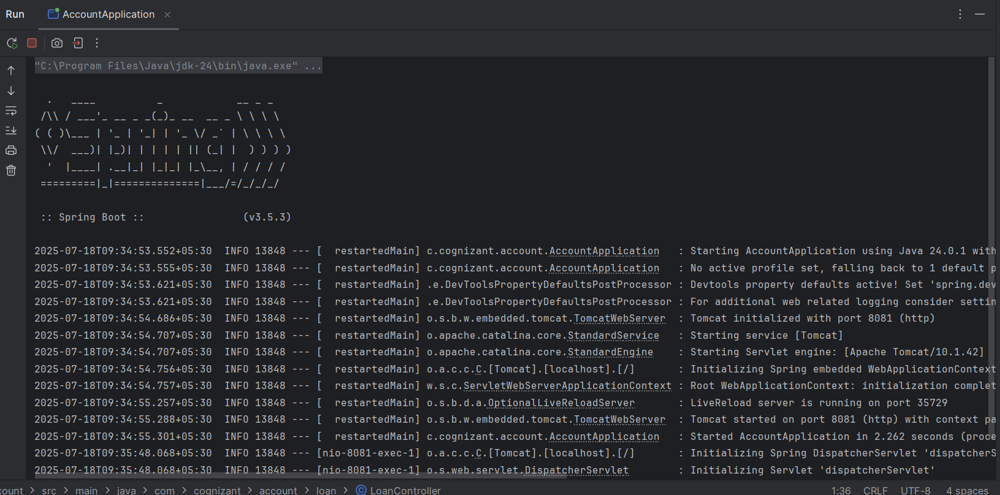 Run AccountApplication
"C:\Program Files\Java\jdk-24\bin\java.exe" ...
  .   ____          _            __ _ _
 /\\ / ___'_ __ _ _(_)_ __  __ _ \ \ \ \
( ( )\___ | '_ | '_| | '_ \/ _` | \ \ \ \
 \\/  ___)| |_)| | | | | || (_| |  ) ) ) )
  '  |____| .__|_| |_|_| |_\__, | / / / /
 =========|_|==============|___/=/_/_/_/
 :: Spring Boot ::                (v3.5.3)
2025-07-18T09:34:53.552+05:30  INFO 13848 --- [  restartedMain] c.cognizant.account.AccountApplication   : Starting AccountApplication using Java 24.0.1 with
2025-07-18T09:34:53.555+05:30  INFO 13848 --- [  restartedMain] c.cognizant.account.AccountApplication   : No active profile set, falling back to 1 default p
2025-07-18T09:34:53.621+05:30  INFO 13848 --- [  restartedMain] .e.DevToolsPropertyDefaultsPostProcessor : Devtools property defaults active! Set 'spring.dev
2025-07-18T09:34:53.621+05:30  INFO 13848 --- [  restartedMain] .e.DevToolsPropertyDefaultsPostProcessor : For additional web related logging consider settin
2025-07-18T09:34:54.686+05:30  INFO 13848 --- [  restartedMain] o.s.b.w.embedded.tomcat.TomcatWebServer  : Tomcat initialized with port 8081 (http)
2025-07-18T09:34:54.707+05:30  INFO 13848 --- [  restartedMain] o.apache.catalina.core.StandardService   : Starting service [Tomcat]
2025-07-18T09:34:54.707+05:30  INFO 13848 --- [  restartedMain] o.apache.catalina.core.StandardEngine    : Starting Servlet engine: [Apache Tomcat/10.1.42]
2025-07-18T09:34:54.756+05:30  INFO 13848 --- [  restartedMain] o.a.c.c.C.[Tomcat].[localhost].[/]       : Initializing Spring embedded WebApplicationContext
2025-07-18T09:34:54.757+05:30  INFO 13848 --- [  restartedMain] w.s.c.ServletWebServerApplicationContext : Root WebApplicationContext: initialization complet
2025-07-18T09:34:55.257+05:30  INFO 13848 --- [  restartedMain] o.s.b.d.a.OptionalLiveReloadServer       : LiveReload server is running on port 35729
2025-07-18T09:34:55.288+05:30  INFO 13848 --- [  restartedMain] o.s.b.w.embedded.tomcat.TomcatWebServer  : Tomcat started on port 8081 (http) with context pa
2025-07-18T09:34:55.301+05:30  INFO 13848 --- [  restartedMain] c.cognizant.account.AccountApplication   : Started AccountApplication in 2.262 seconds (proce
2025-07-18T09:35:48.068+05:30  INFO 13848 --- [nio-8081-exec-1] o.a.c.c.C.[Tomcat].[localhost].[/]       : Initializing Spring DispatcherServlet 'dispatcherS
2025-07-18T09:35:48.068+05:30  INFO 13848 --- [nio-8081-exec-1] o.s.web.servlet.DispatcherServlet        : Initializing Servlet 'dispatcherServlet'
count > src > main > java > com > cognizant > account > loan > LoanController 1:36 CRLF UTF-8 4 spaces